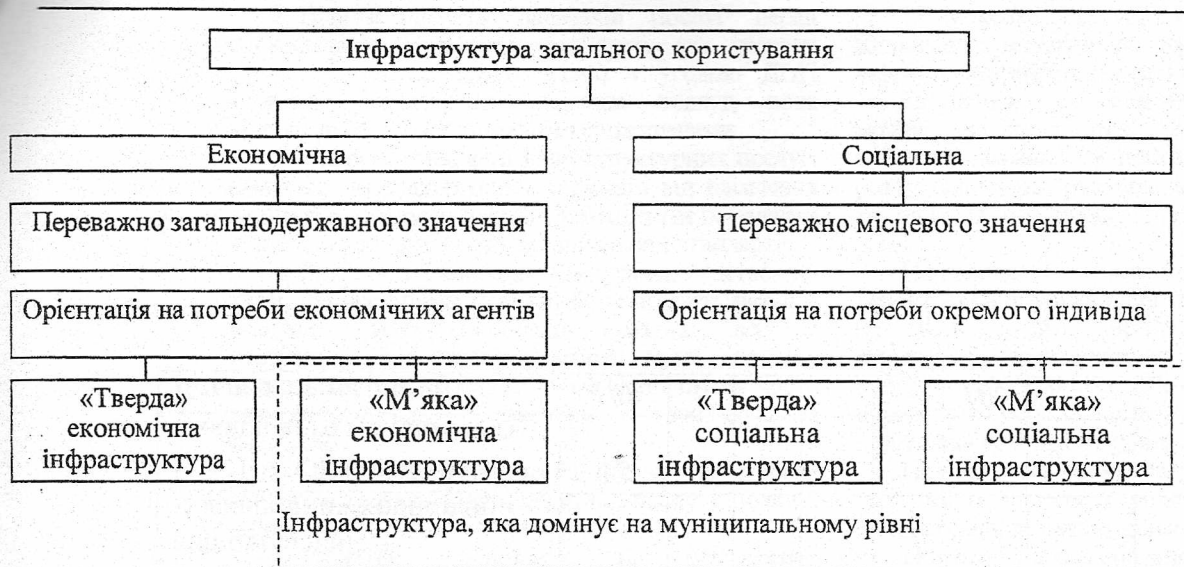 Інфраструктура загального користування
Економічна
Соціальна
Переважно загальнодержавного значення
Переважно місцевого значення
Орієнтація на потреби економічних агентів
Орієнтація на потреби окремого індивіда
«Тверда»
економічна
інфраструктура
«М’яка»
економічна
інфраструктура
«Тверда»
соціальна
інфраструктура
«М’яка»
соціальна
інфраструктура
Інфраструктура, яка домінує на муніципальному рівні